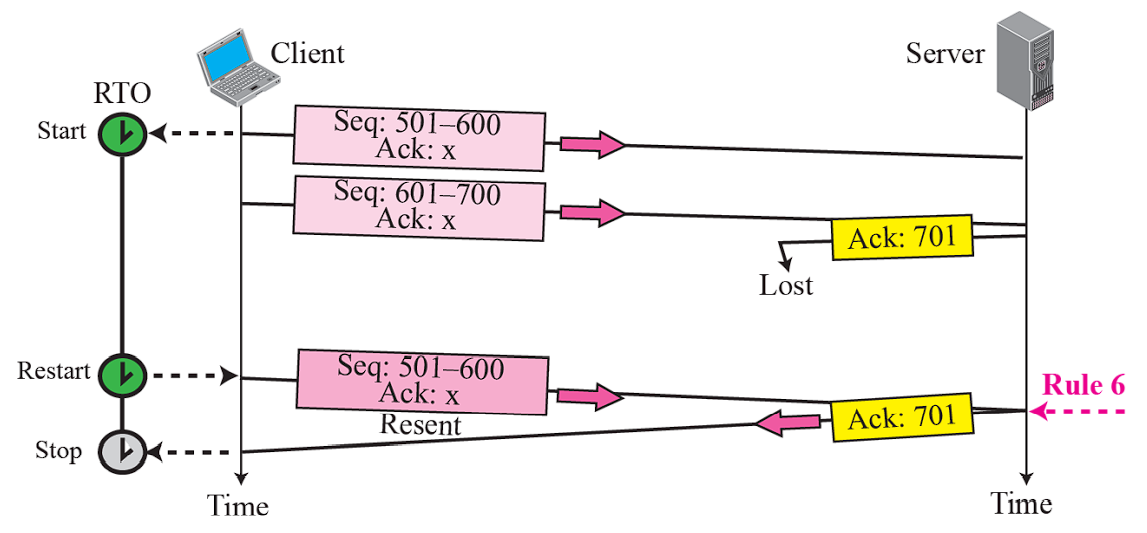 Client
Server
RTO
Start
Seq: 501–600
Ack: x
Seq: 601–700
Ack: x
Ack: 701
Lost
Restart
Seq: 501–600
Ack: x
Resent
Ack: 701
Rule 6
Stop
Time
Time